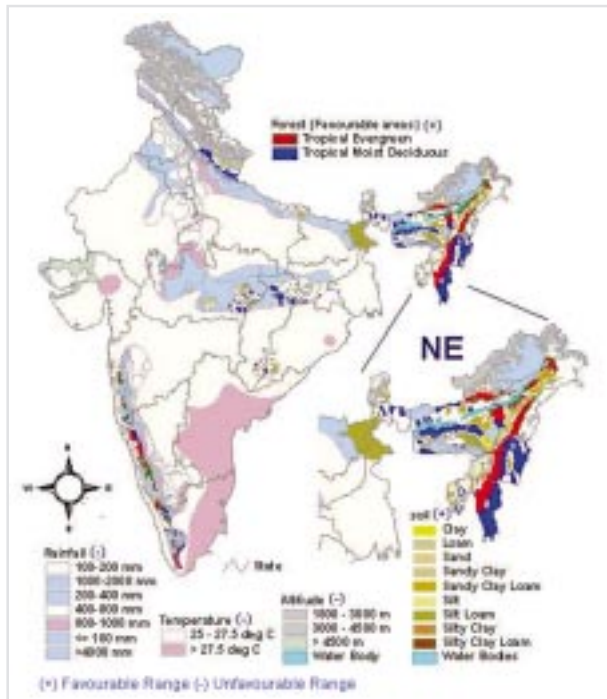 Forest (Favourable areas) (+)
Tropical Evergreen
Tropical Moist Deciduous
NE
N
W
E
S
Rainfall (-)
100-200 mm
1000-2000 mm
200-400 mm
400-800 mm
800-1000 mm
<= 100 mm
>4000 mm
State
Temperature (-)
25 - 27.5 deg C
> 27.5 deg C
Altitude (-)
1000 - 3000 m
3000 - 4500 m
> 4500 m
Water Body
soil (+)
Clay
Loam
Sand
Sandy Clay
Sandy Clay Loam
Silt
Silt Loam
Silty Clay
Silty Clay Loam
Water Bodies
(+) Favourable Range (-) Unfavourable Range